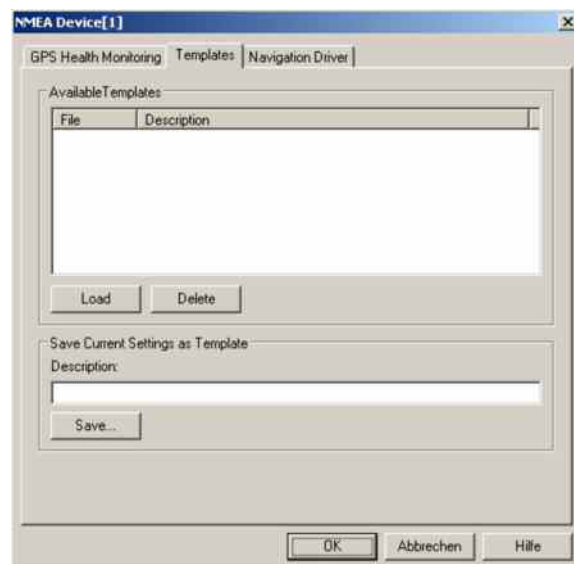 NMEA Device[1]
GPS Health Monitoring Templates Navigation Driver
AvailableTemplates
File Description
Load Delete
Save Current Settings as Template
Description:
Save...
OK Abbrechen Hilfe